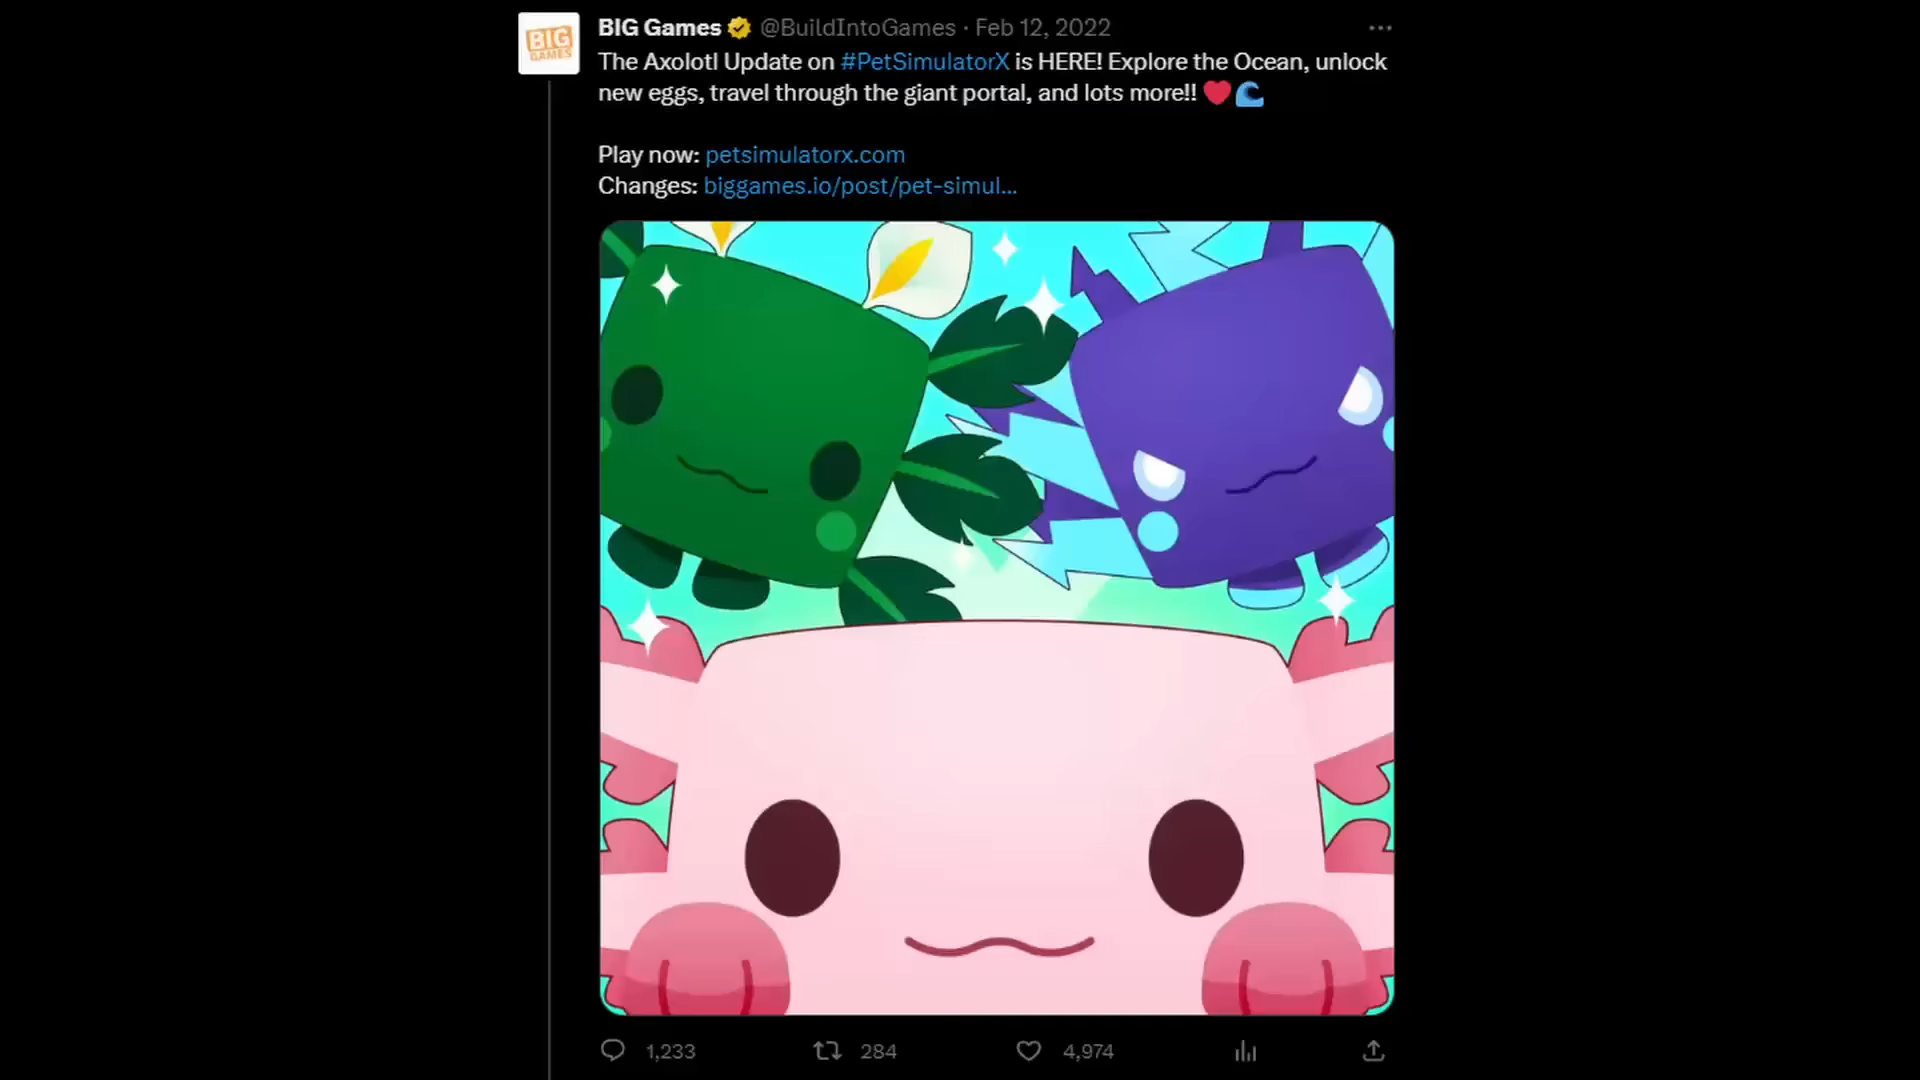 BIG GAMES
BIG Games @BuildIntoGames · Feb 12, 2022
The Axolotl Update on #PetSimulatorX is HERE! Explore the Ocean, unlock
new eggs, travel through the giant portal, and lots more!! ❤️🌊
Play now: petsimulatorx.com
Changes: biggames.io/post/pet-simul...
1,233 284 4,974